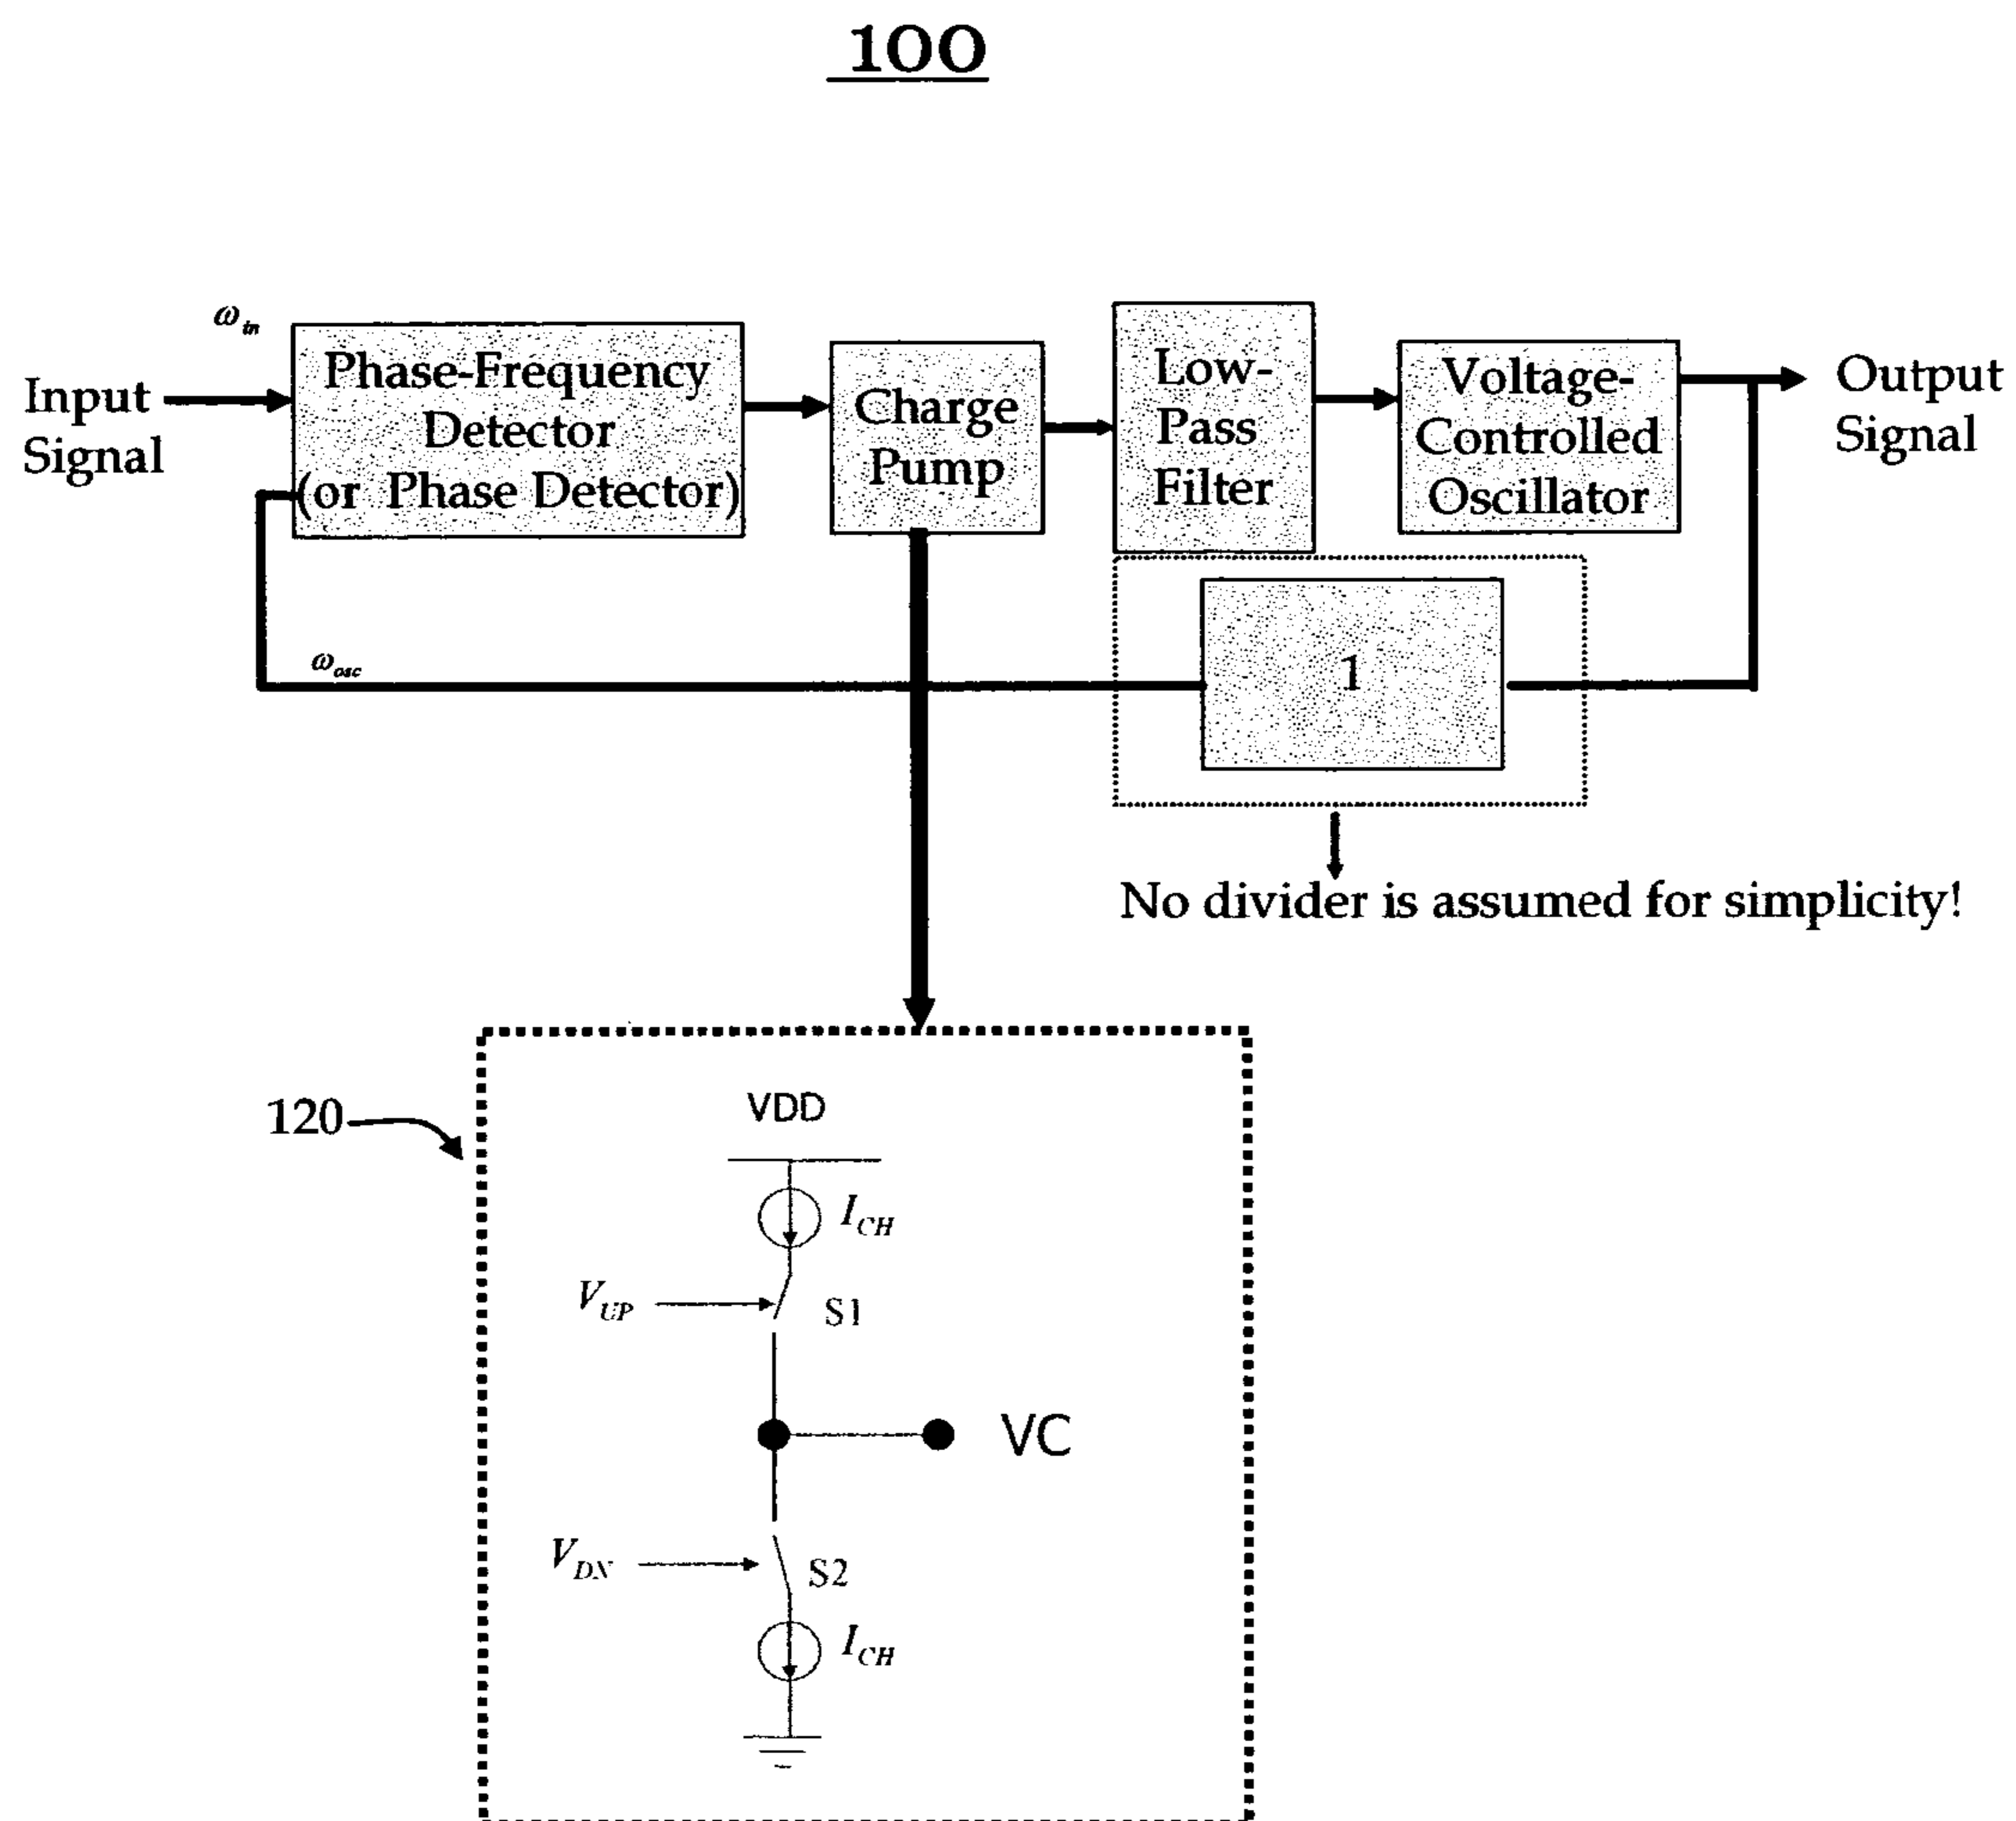 100
ω_in
Input
Signal
Phase-Frequency
Detector
(or Phase Detector)
Charge
Pump
Low-
Pass
Filter
Voltage-
Controlled
Oscillator
Output
Signal
ω_osc
1
No divider is assumed for simplicity!
120
VDD
I_CH
V_UP
S1
VC
V_DN
S2
I_CH